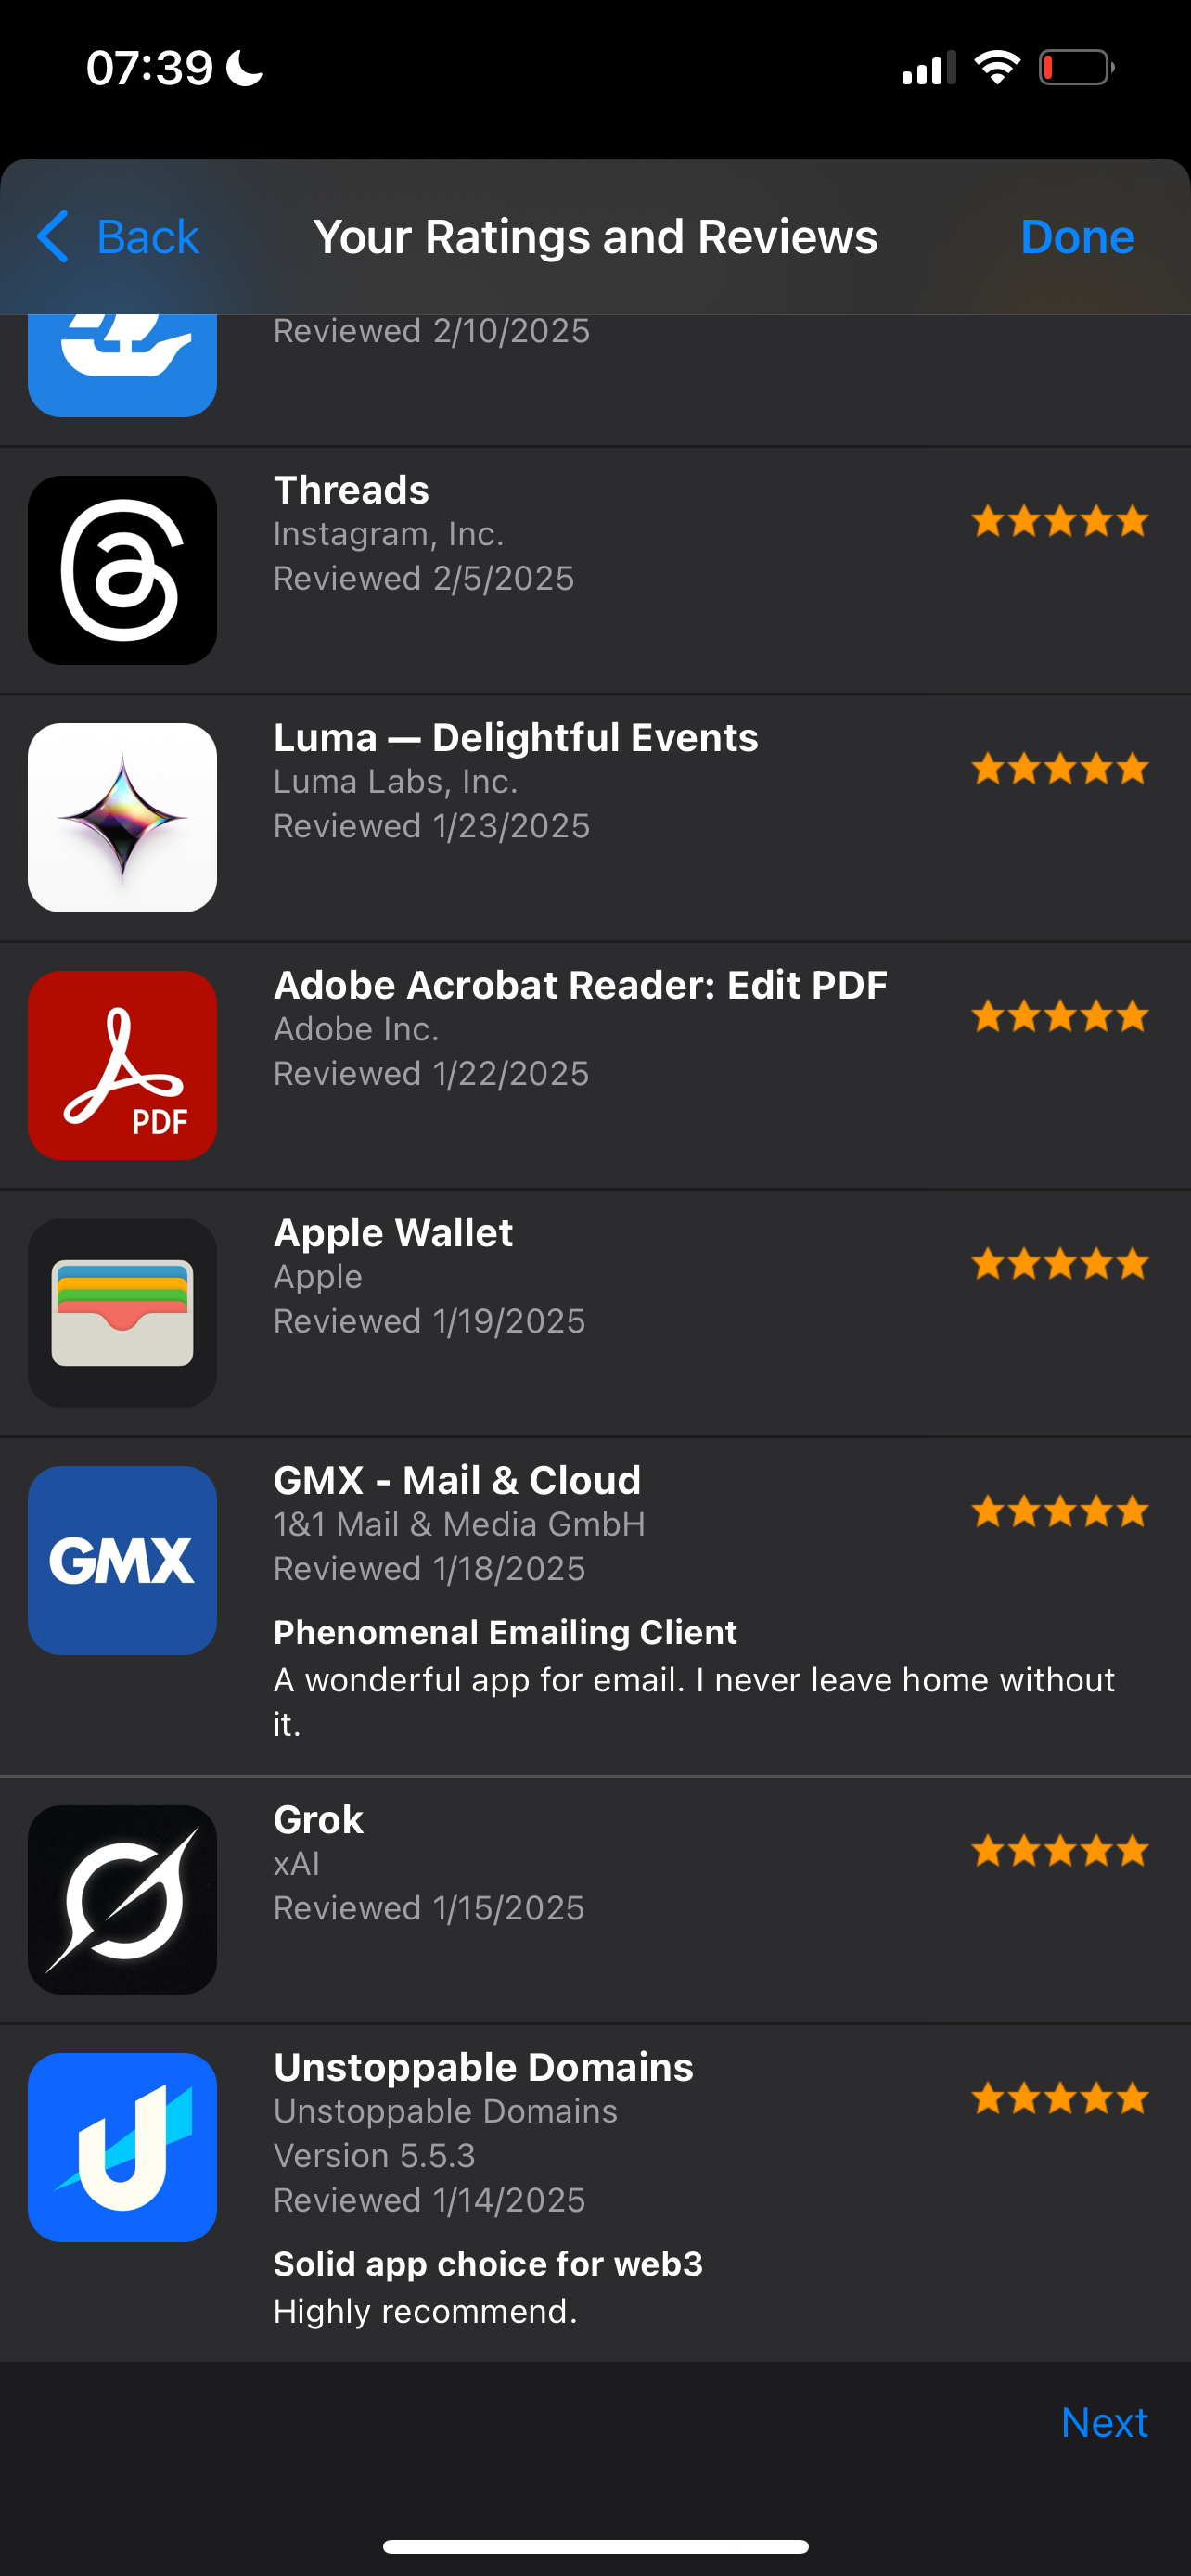 07:39
Back
Your Ratings and Reviews
Done
Reviewed 2/10/2025
Threads
Instagram, Inc.
Reviewed 2/5/2025
Luma — Delightful Events
Luma Labs, Inc.
Reviewed 1/23/2025
PDF
Adobe Acrobat Reader: Edit PDF
Adobe Inc.
Reviewed 1/22/2025
Apple Wallet
Apple
Reviewed 1/19/2025
GMX
GMX - Mail & Cloud
1&1 Mail & Media GmbH
Reviewed 1/18/2025
Phenomenal Emailing Client
A wonderful app for email. I never leave home without
it.
Grok
xAI
Reviewed 1/15/2025
Unstoppable Domains
Unstoppable Domains
Version 5.5.3
Reviewed 1/14/2025
Solid app choice for web3
Highly recommend.
Next